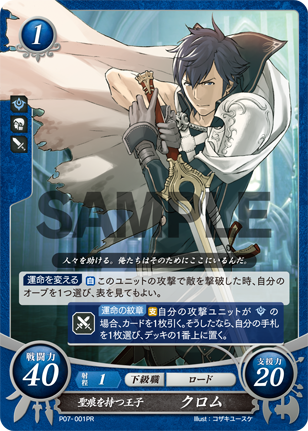 1
SAMPLE
人々を助ける。俺たちはそのためにここにいるんだ。
運命を変える 自 このユニットの攻撃で敵を撃破した時、自分の
オーブを1つ選び、表を見てもよい。
運命の紋章 支 自分の攻撃ユニットが
の場合、カードを1枚引く。そうしたなら、自分の手札
を1枚選び、デッキの1番上に置く。
戦闘力
40
射程 1 下級職 ロード
支援力
20
聖痕を持つ王子 クロム
P07-001PR
Illust:コザキユースケ